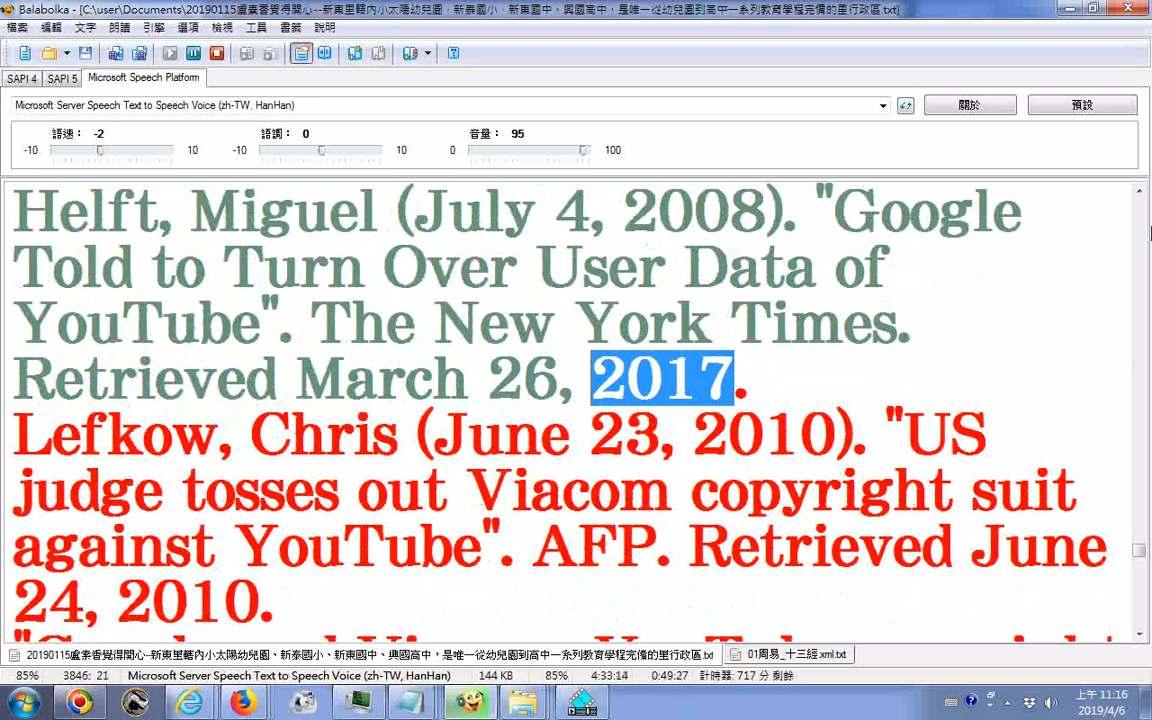 Balabolka - [C:\user\Documents\20190115盧素香覺得開心--新東里轄內小太陽幼兒園、新泰國小、新東國中、興國高中，是唯一從幼兒園到高中一系列教育學程完備的里行政區.txt]
檔案 編輯 文字 朗讀 引擎 選項 檢視 工具 書籤 說明
SAPI 4 SAPI 5 Microsoft Speech Platform
Microsoft Server Speech Text to Speech Voice (zh-TW, HanHan) 關於 預設
語速： -2 語調： 0 音量： 95
-10 10 -10 10 0 100
Helft, Miguel (July 4, 2008). "Google
Told to Turn Over User Data of
YouTube". The New York Times.
Retrieved March 26, 2017.
Lefkow, Chris (June 23, 2010). "US
judge tosses out Viacom copyright suit
against YouTube". AFP. Retrieved June
24, 2010.
20190115盧素香覺得開心--新東里轄內小太陽幼兒園、新泰國小、新東國中、興國高中，是唯一從幼兒園到高中一系列教育學程完備的里行政區.txt 01周易_十三經.xml.txt
85% 3846: 21 Microsoft Server Speech Text to Speech Voice (zh-TW, HanHan) 144 KB 85% 4:33:14 0:49:27 計時器: 717 分 剩餘
上午 11:16
2019/4/6